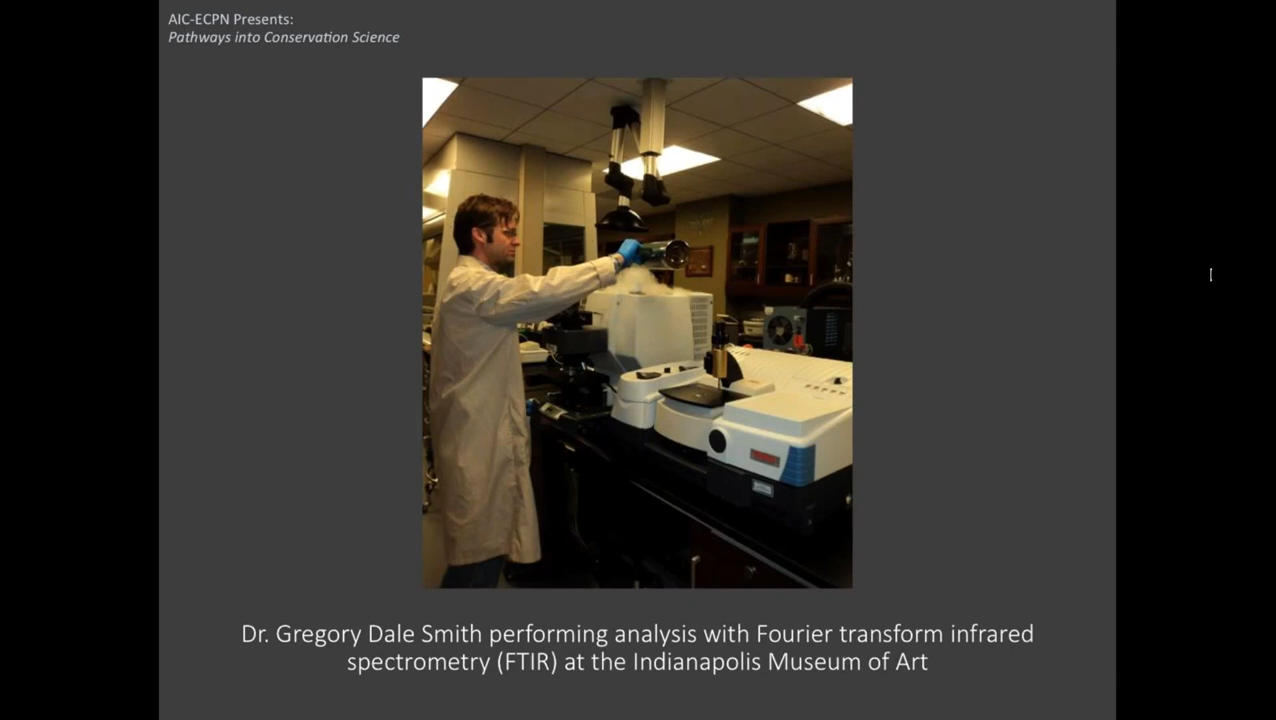 AIC-ECPN Presents:
Pathways into Conservation Science
Dr. Gregory Dale Smith performing analysis with Fourier transform infrared
spectrometry (FTIR) at the Indianapolis Museum of Art